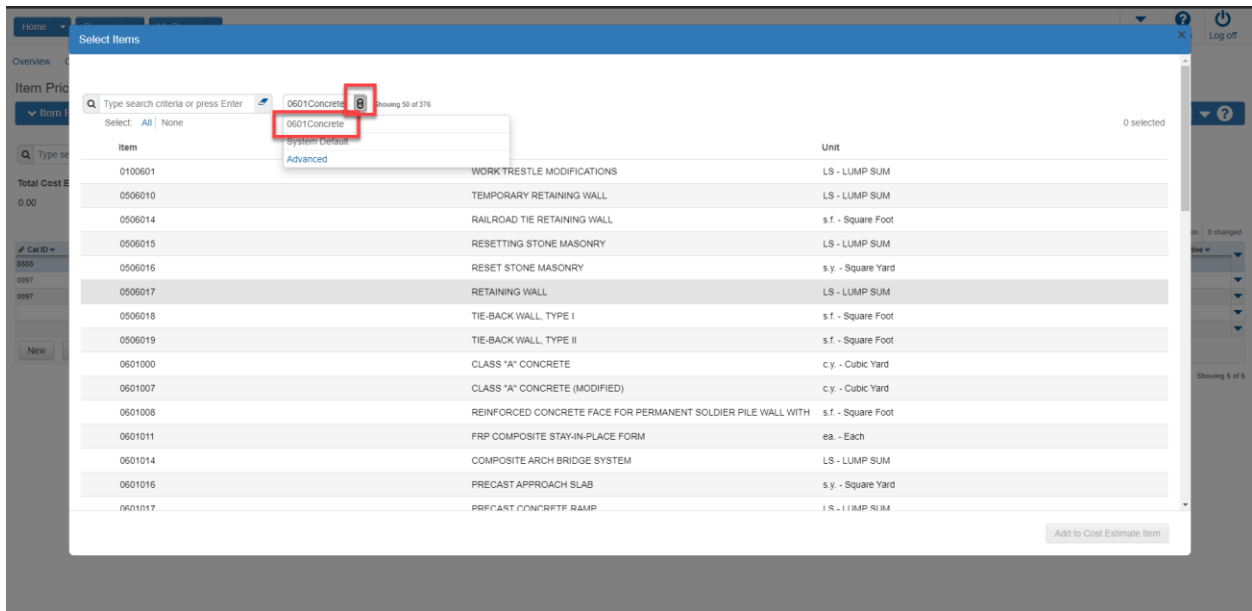 Home
Log off
Select Items
Overview
Item Pric
Item F
Type search criteria or press Enter
0601Concrete
Showing 50 of 376
Select: All None
0601Concrete
0 selected
System Default
Advanced
Item
Unit
Type se
Total Cost E
0.00
0100601 WORK TRESTLE MODIFICATIONS LS - LUMP SUM
0506010 TEMPORARY RETAINING WALL LS - LUMP SUM
0506014 RAILROAD TIE RETAINING WALL s.f. - Square Foot
0506015 RESETTING STONE MASONRY LS - LUMP SUM
0506016 RESET STONE MASONRY s.y. - Square Yard
0506017 RETAINING WALL LS - LUMP SUM
0506018 TIE-BACK WALL, TYPE I s.f. - Square Foot
0506019 TIE-BACK WALL, TYPE II s.f. - Square Foot
0601000 CLASS "A" CONCRETE c.y. - Cubic Yard
0601007 CLASS "A" CONCRETE (MODIFIED) c.y. - Cubic Yard
0601008 REINFORCED CONCRETE FACE FOR PERMANENT SOLDIER PILE WALL WITH s.f. - Square Foot
0601011 FRP COMPOSITE STAY-IN-PLACE FORM ea. - Each
0601014 COMPOSITE ARCH BRIDGE SYSTEM LS - LUMP SUM
0601016 PRECAST APPROACH SLAB s.y. - Square Yard
0601017 PRECAST CONCRETE RAMP LS - LUMP SUM
0 changed
Cat ID
0097
0097
New
Showing 5 of 5
Add to Cost Estimate Item